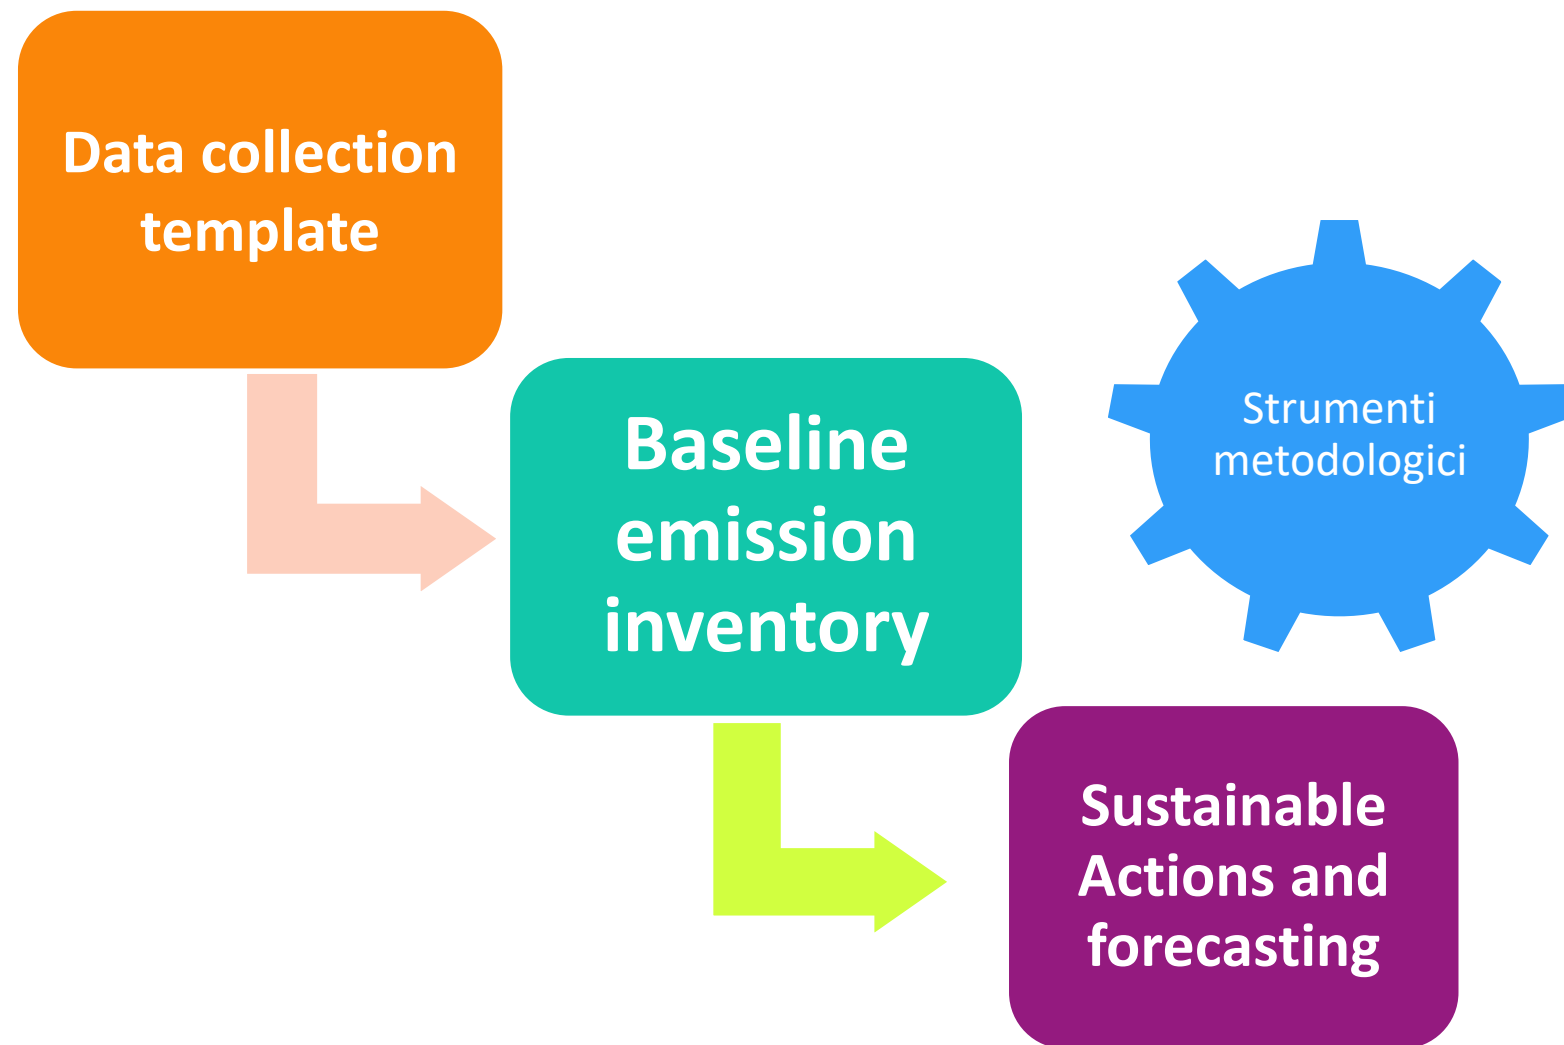 Data collection
template
Baseline
emission
inventory
Strumenti
metodologici
Sustainable
Actions and
forecasting